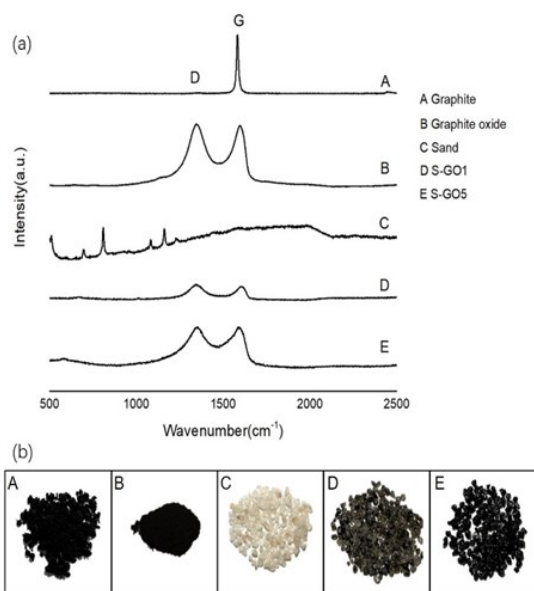 (a)
G
D
A
B
C
D
E
A Graphite
B Graphite oxide
C Sand
D S-GO1
E S-GO5
Intensity(a.u.)
500 1000 1500 2000 2500
Wavenumber(cm⁻¹)
(b)
A B C D E